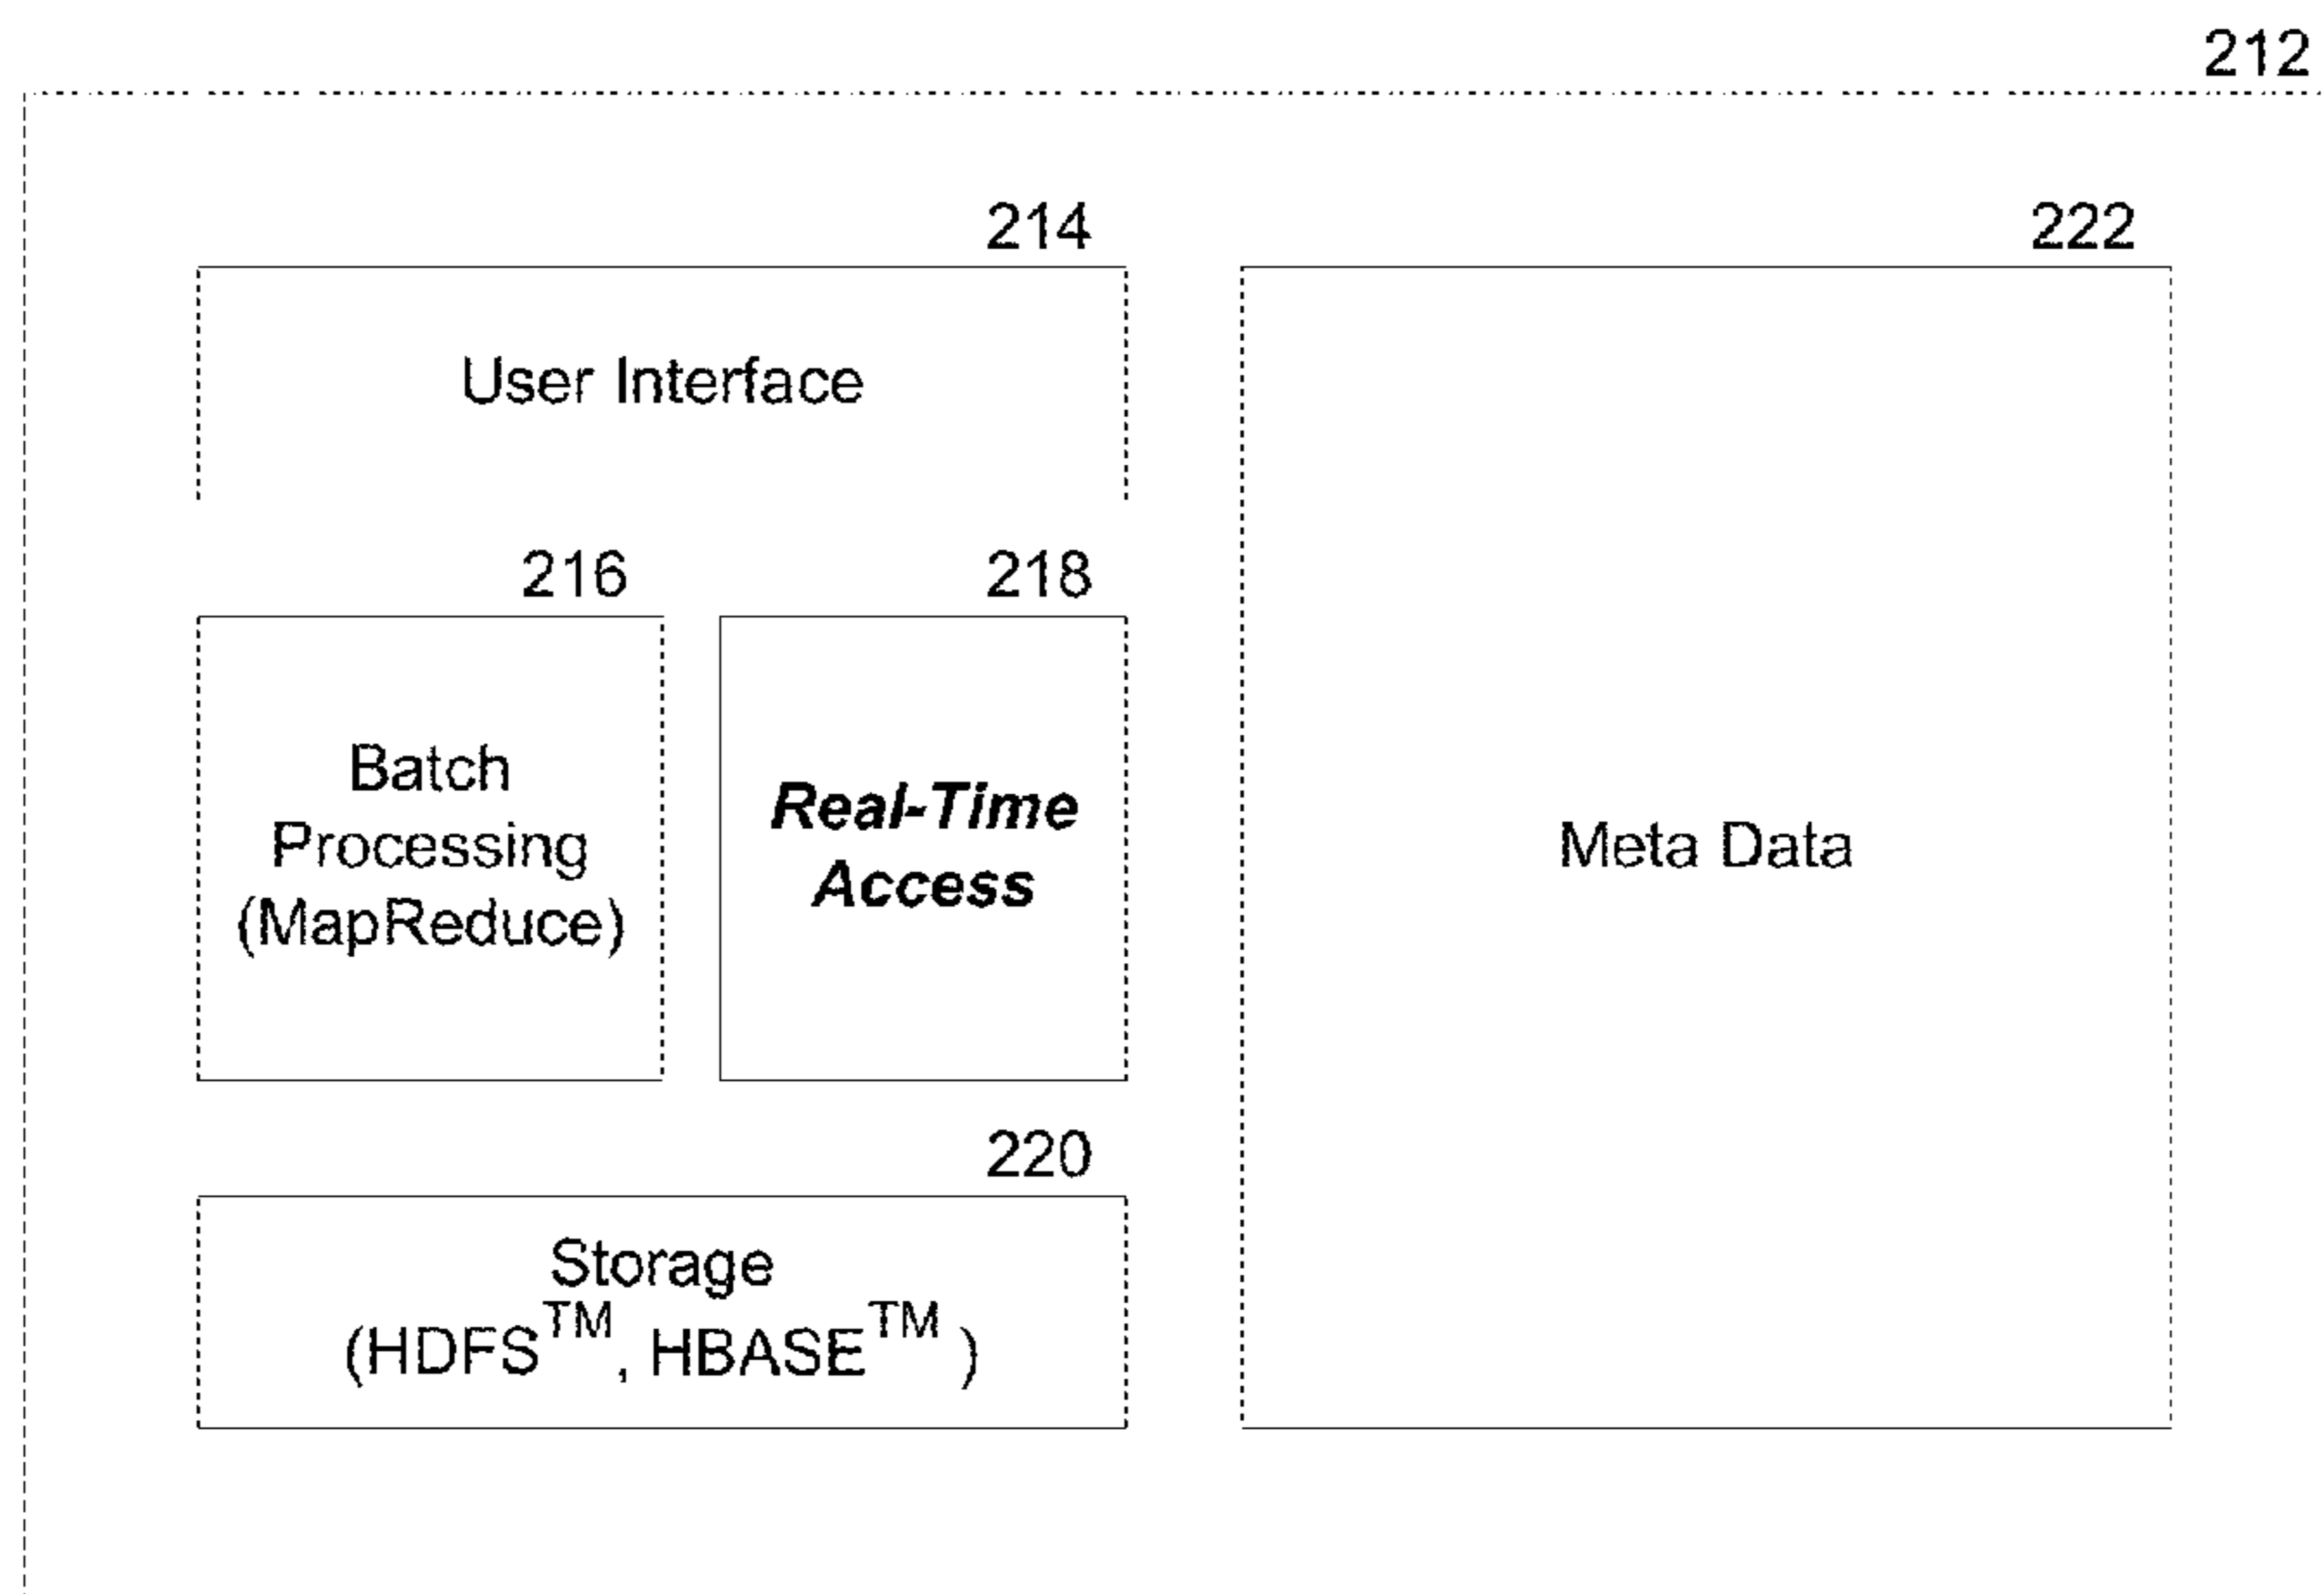 212
214
222
User Interface
216
218
Batch
Processing
(MapReduce)
Real-Time
Access
Meta Data
220
Storage
(HDFS™, HBASE™ )